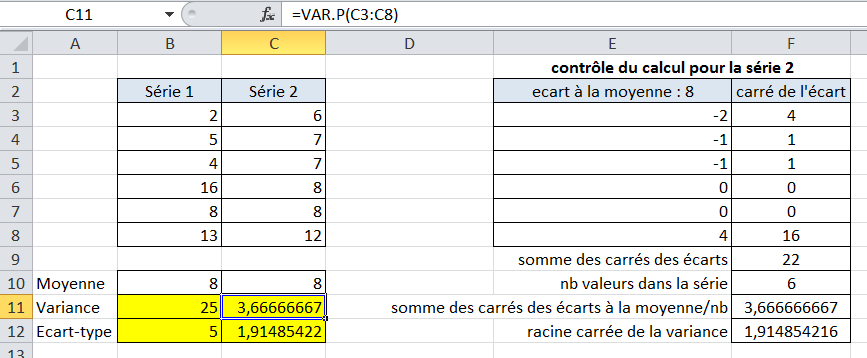 C11 fx =VAR.P(C3:C8)
A B C D E F
1 contrôle du calcul pour la série 2
2 Série 1 Série 2 ecart à la moyenne : 8 carré de l'écart
3 2 6 -2 4
4 5 7 -1 1
5 4 7 -1 1
6 16 8 0 0
7 8 8 0 0
8 13 12 4 16
9 somme des carrés des écarts 22
10 Moyenne 8 8 nb valeurs dans la série 6
11 Variance 25 3,66666667 somme des carrés des écarts à la moyenne/nb 3,666666667
12 Ecart-type 5 1,91485422 racine carrée de la variance 1,914854216
13